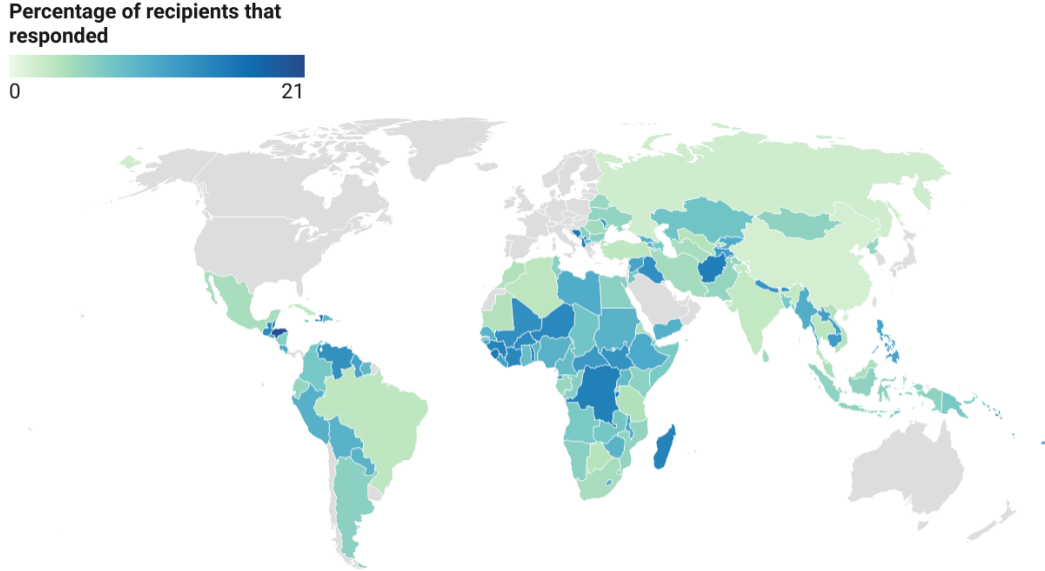 Percentage of recipients that
responded
0 21